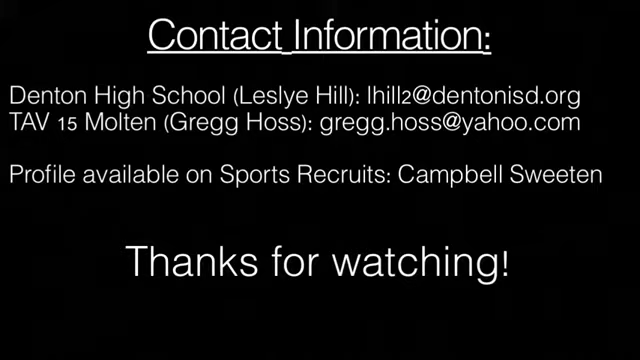 Contact Information:
Denton High School (Leslye Hill): lhill2@dentonisd.org
TAV 15 Molten (Gregg Hoss): gregg.hoss@yahoo.com
Profile available on Sports Recruits: Campbell Sweeten
Thanks for watching!